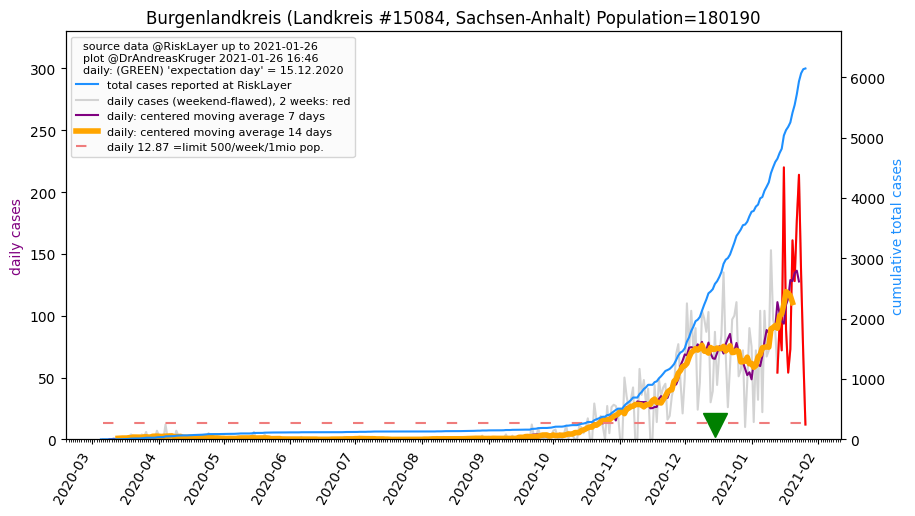 Burgenlandkreis (Landkreis #15084, Sachsen-Anhalt) Population=180190
source data @RiskLayer up to 2021-01-26
plot @DrAndreasKruger 2021-01-26 16:46
daily: (GREEN) 'expectation day' = 15.12.2020
total cases reported at RiskLayer
daily cases (weekend-flawed), 2 weeks: red
daily: centered moving average 7 days
daily: centered moving average 14 days
daily 12.87 =limit 500/week/1mio pop.
daily cases
300
250
200
150
100
50
0
cumulative total cases
6000
5000
4000
3000
2000
1000
0
2020-03
2020-04
2020-05
2020-06
2020-07
2020-08
2020-09
2020-10
2020-11
2020-12
2021-01
2021-02